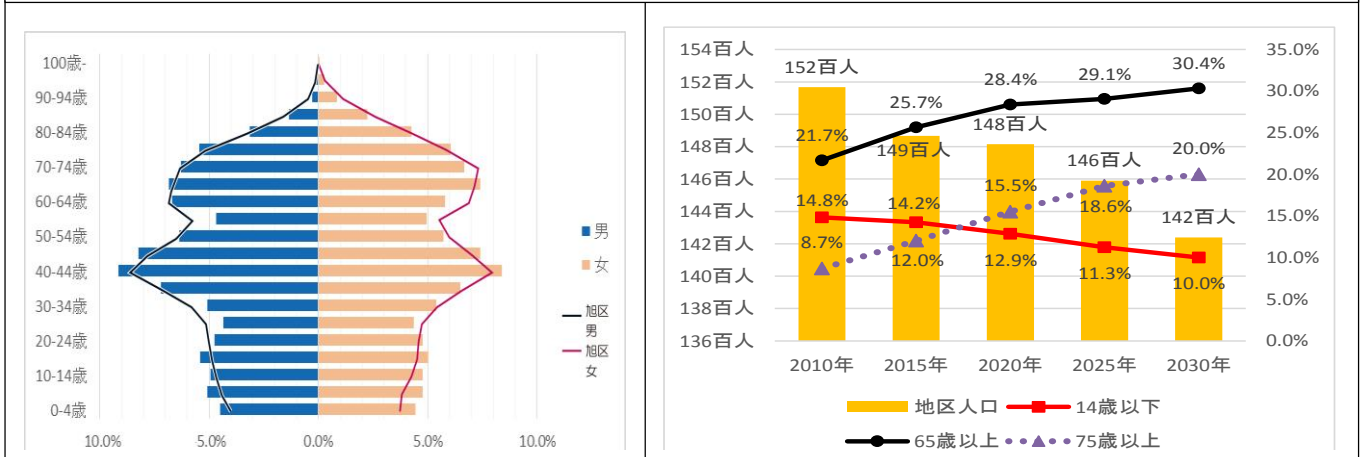 100歳-
90-94歳
80-84歳
70-74歳
60-64歳
50-54歳
40-44歳
30-34歳
20-24歳
10-14歳
0-4歳
10.0% 5.0% 0.0% 5.0% 10.0%
男
女
旭区
男
旭区
女
154百人
152百人
150百人
148百人
146百人
144百人
142百人
140百人
138百人
136百人
35.0%
30.0%
25.0%
20.0%
15.0%
10.0%
5.0%
0.0%
152百人
149百人
148百人
146百人
142百人
21.7%
25.7%
28.4%
29.1%
30.4%
14.8%
14.2%
12.9%
11.3%
10.0%
8.7%
12.0%
15.5%
18.6%
20.0%
2010年 2015年 2020年 2025年 2030年
地区人口 14歳以下
65歳以上 75歳以上